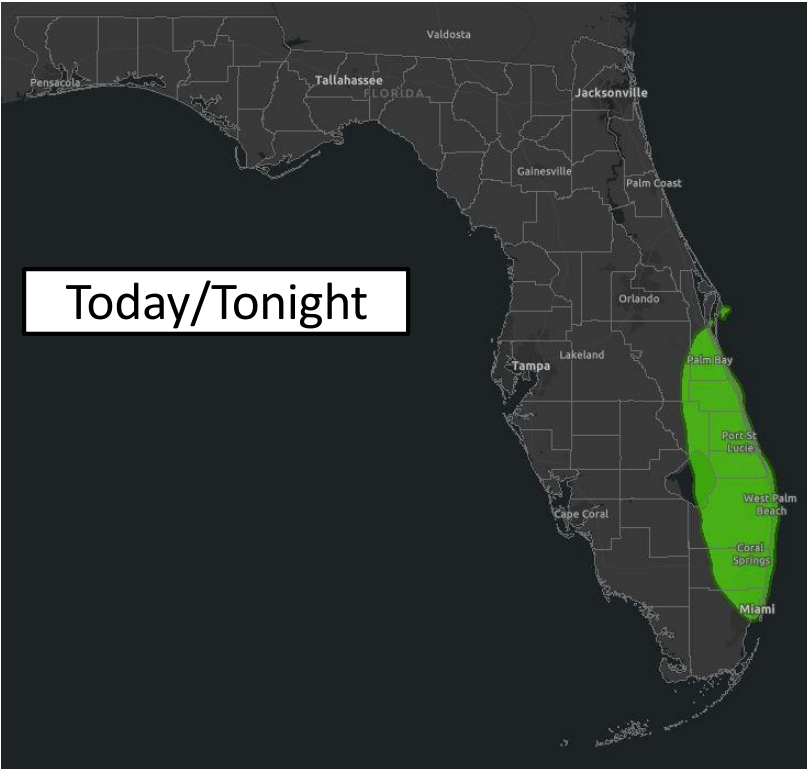 Valdosta
Pensacola
Tallahassee
FLORIDA
Jacksonville
Gainesville
Palm Coast
Today/Tonight
Orlando
Lakeland
Palm Bay
Tampa
Port St
Lucie
West Palm
Beach
Cape Coral
Coral
Springs
Miami